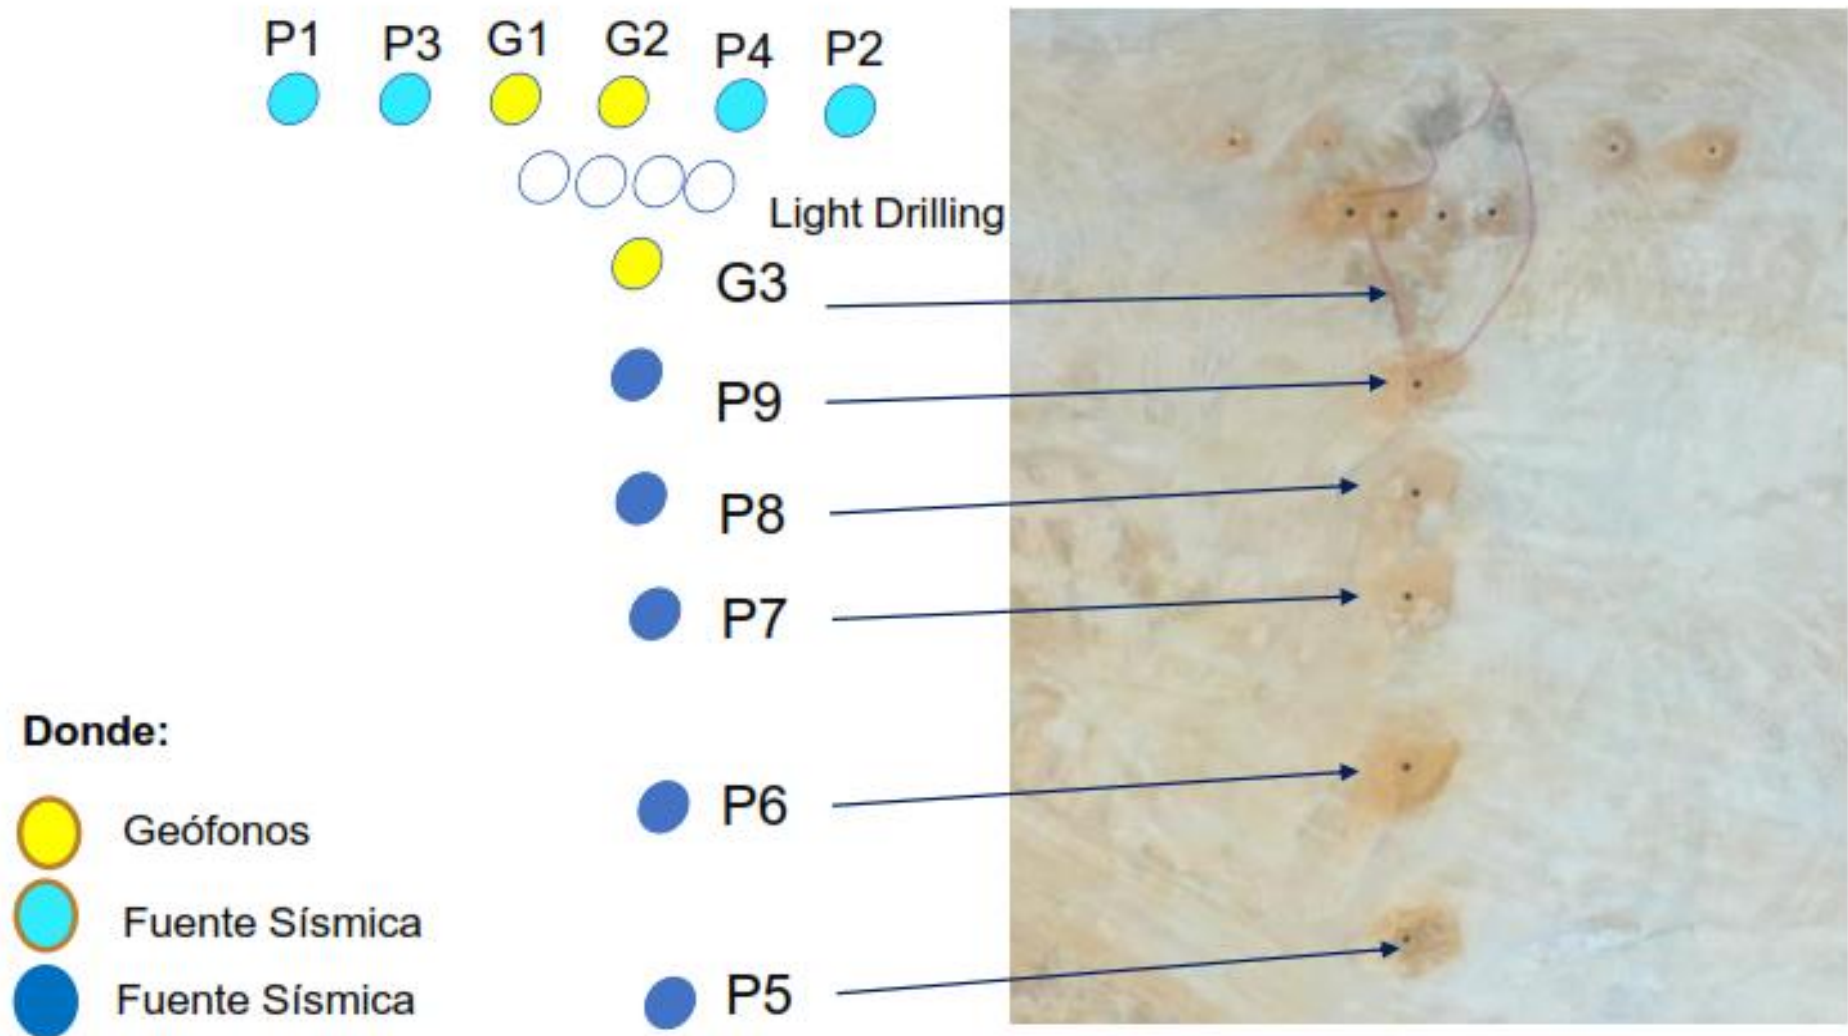 P1 P3 G1 G2 P4 P2
Light Drilling
G3
P9
P8
P7
Donde:
P6
Geófonos
Fuente Sísmica
P5
Fuente Sísmica